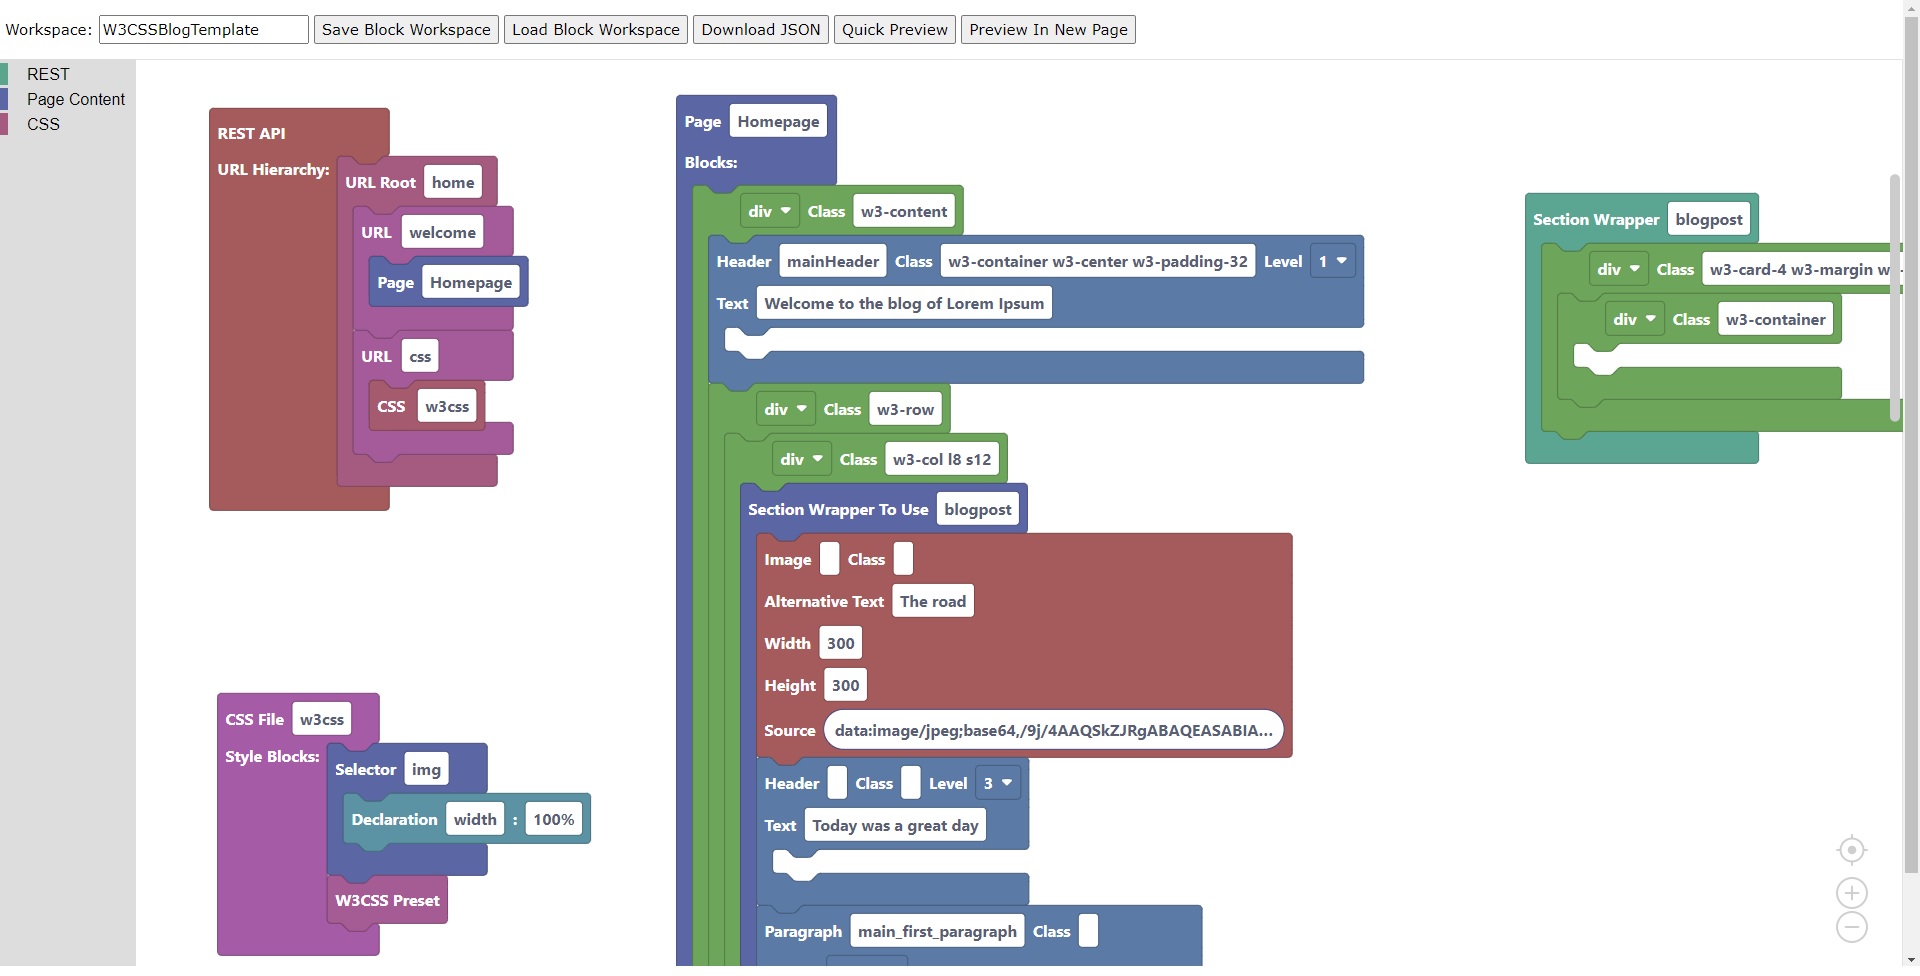 Workspace: W3CSSBlogTemplate Save Block Workspace Load Block Workspace Download JSON Quick Preview Preview In New Page
REST
Page Content
CSS
REST API
URL Hierarchy:
URL Root home
URL welcome
Page Homepage
URL css
CSS w3css
CSS File w3css
Style Blocks:
Selector img
Declaration width : 100%
W3CSS Preset
Page Homepage
Blocks:
div Class w3-content
Header mainHeader Class w3-container w3-center w3-padding-32 Level 1
Text Welcome to the blog of Lorem Ipsum
div Class w3-row
div Class w3-col l8 s12
Section Wrapper To Use blogpost
Image Class
Alternative Text The road
Width 300
Height 300
Source data:image/jpeg;base64,/9j/4AAQSkZJRgABAQEASABIA...
Header Class Level 3
Text Today was a great day
Paragraph main_first_paragraph Class
Section Wrapper blogpost
div Class w3-card-4 w3-margin
div Class w3-container